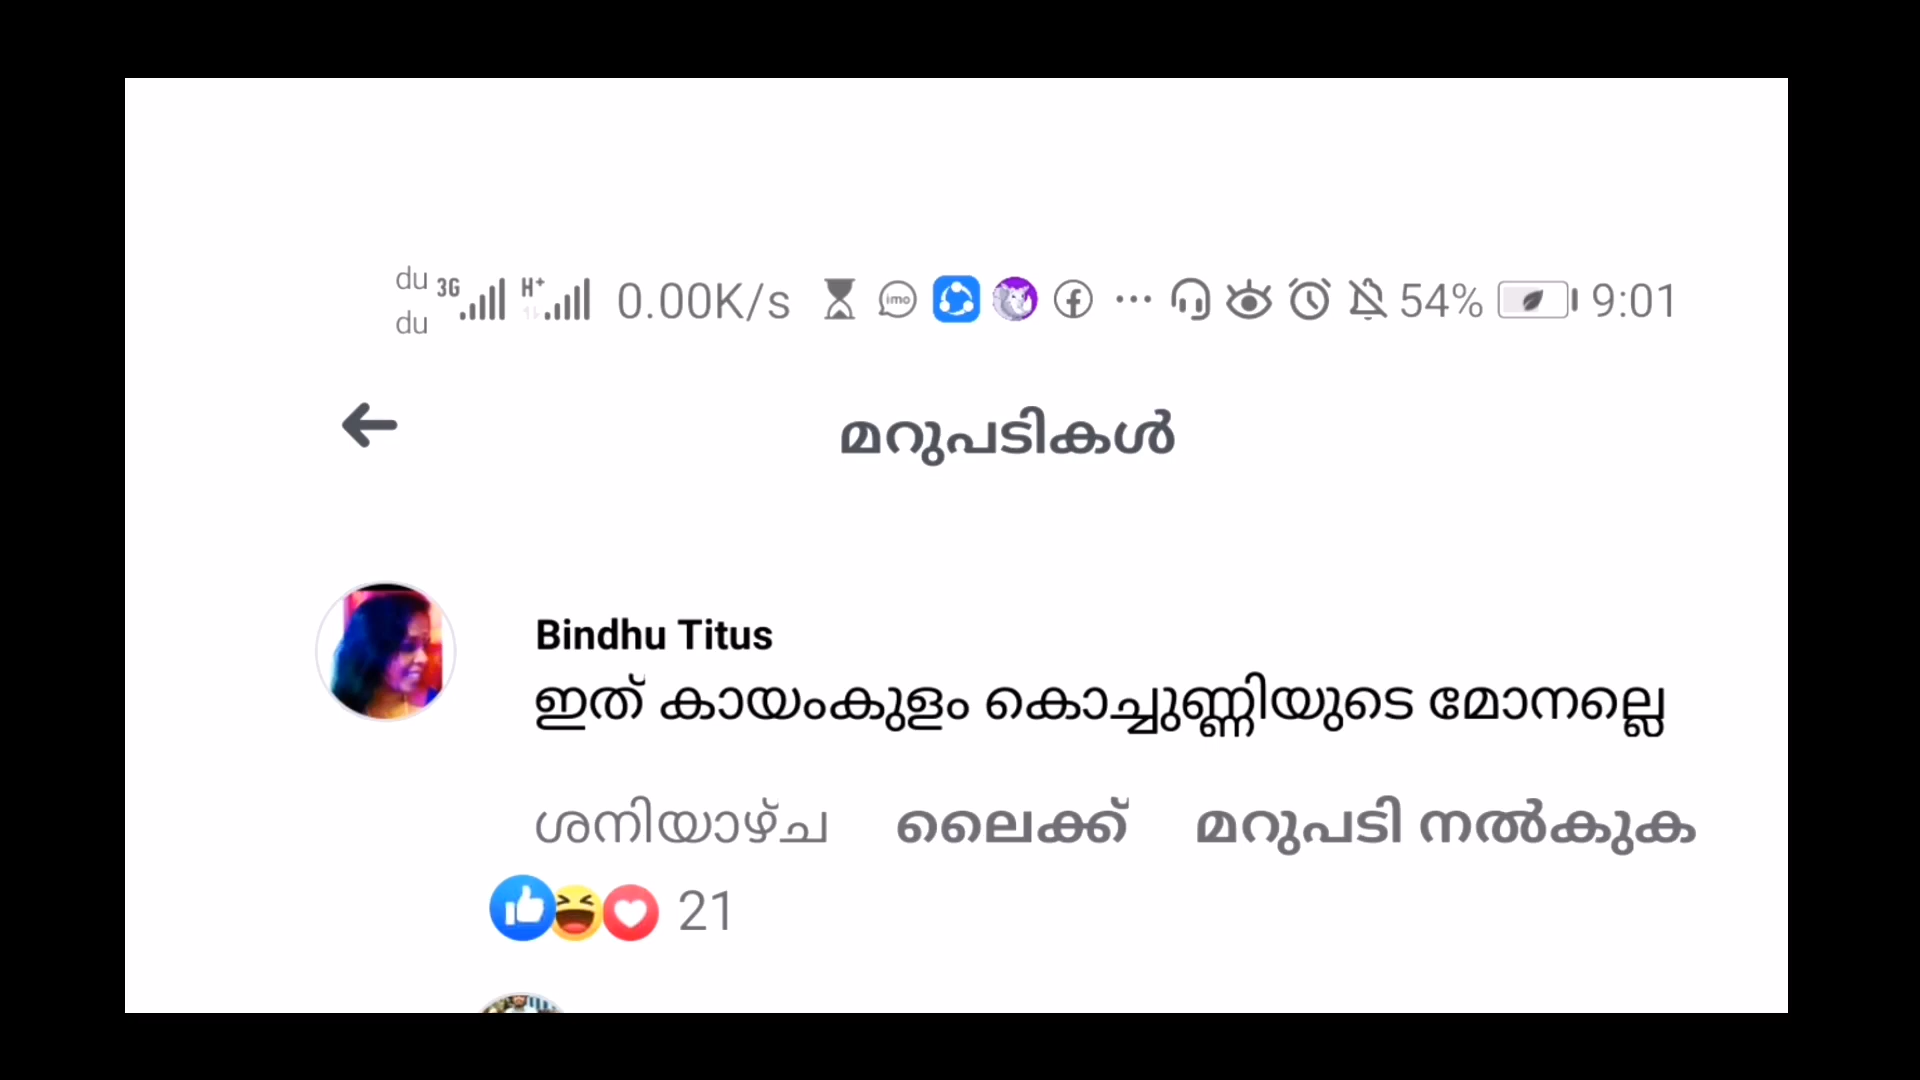 du 3G H+ 0.00K/s imo ... 54% 9:01
du
മറുപടികൾ
Bindhu Titus
ഇത് കായംകുളം കൊച്ചുണ്ണിയുടെ മോനല്ലെ
ശനിയാഴ്ച ലൈക്ക് മറുപടി നൽകുക
21